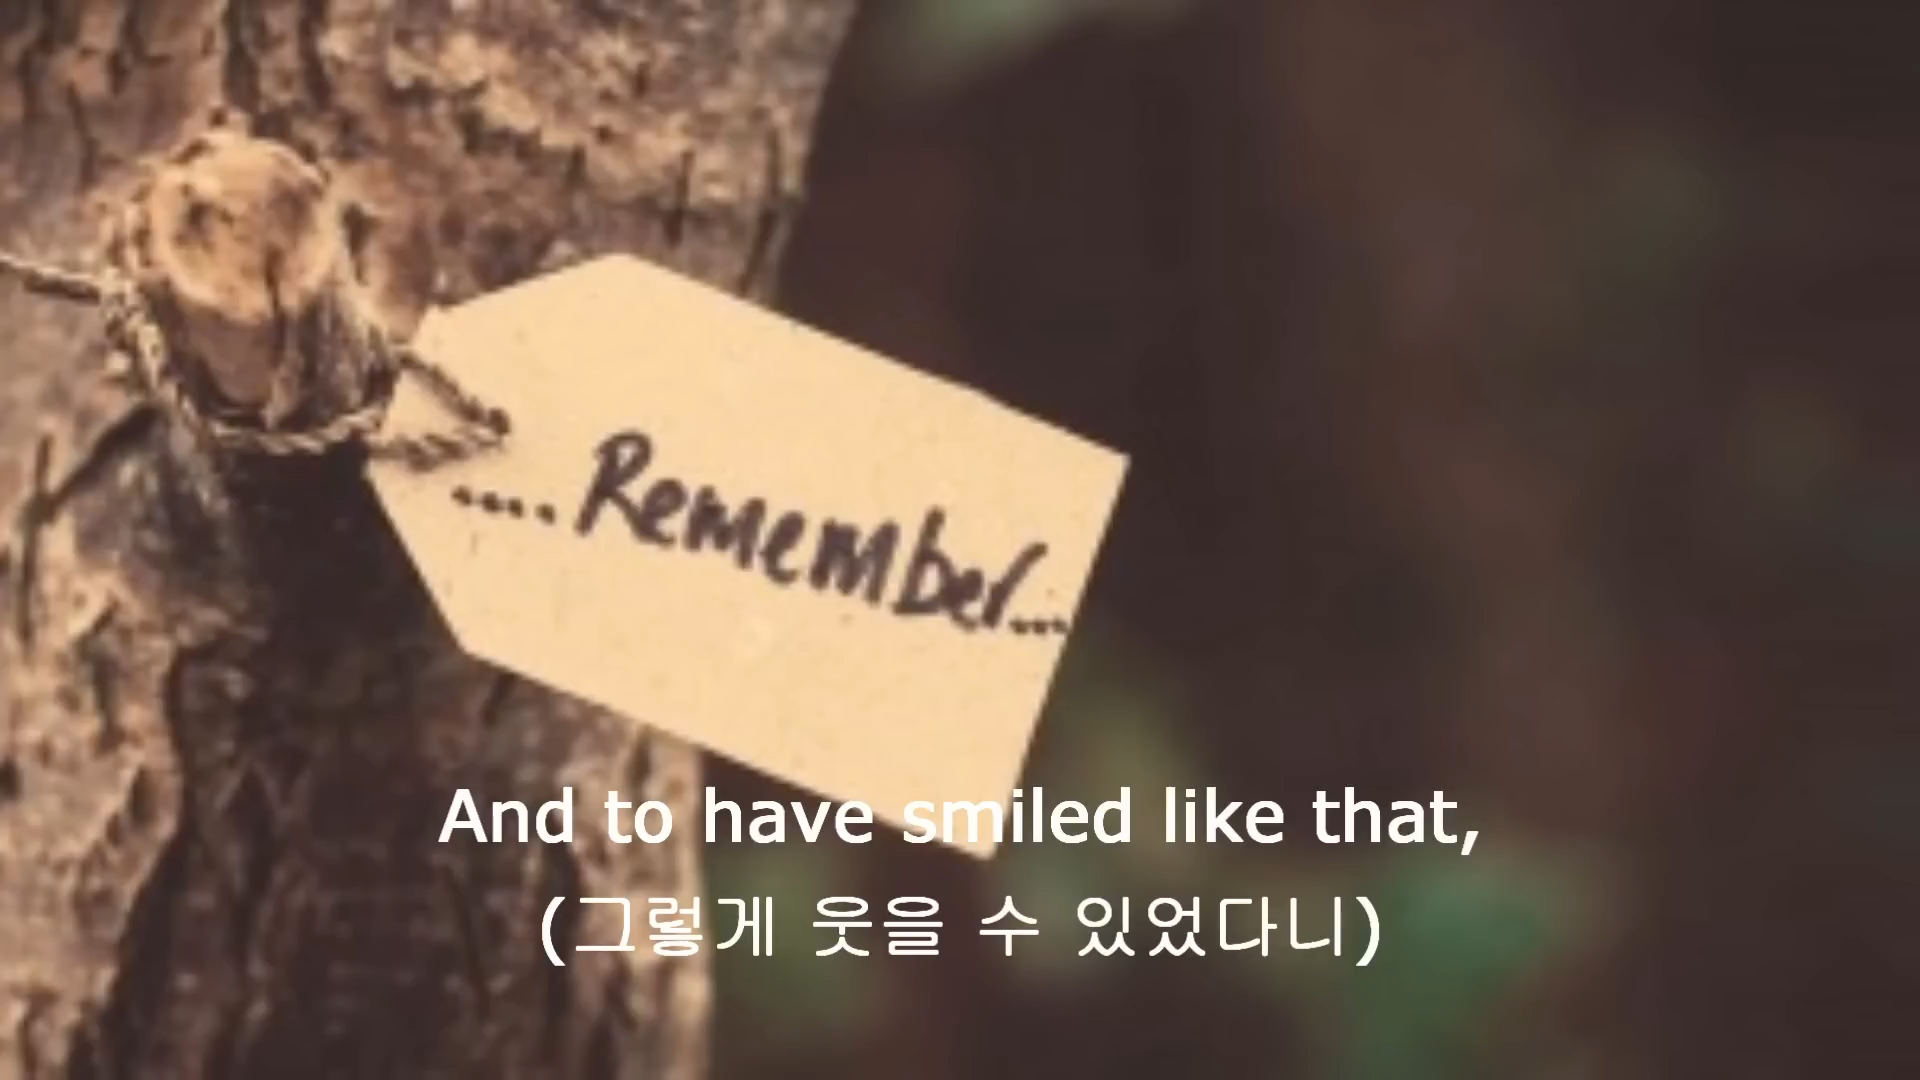 ....Remember...
And to have smiled like that,
(그렇게 웃을 수 있었다니)